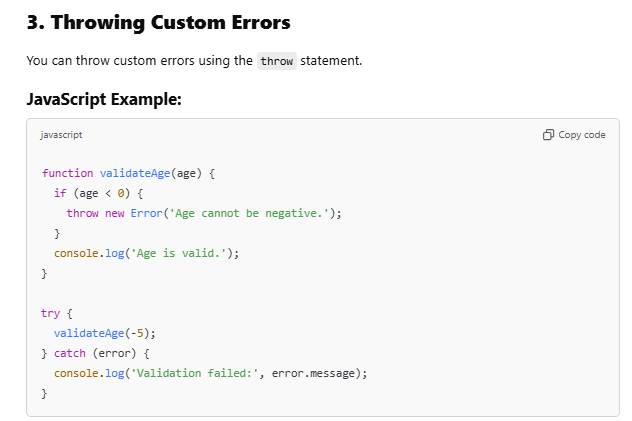 3. Throwing Custom Errors
You can throw custom errors using the throw statement.
JavaScript Example:
javascript
Copy code
function validateAge(age) {
  if (age < 0) {
    throw new Error('Age cannot be negative.');
  }
  console.log('Age is valid.');
}

try {
  validateAge(-5);
} catch (error) {
  console.log('Validation failed:', error.message);
}